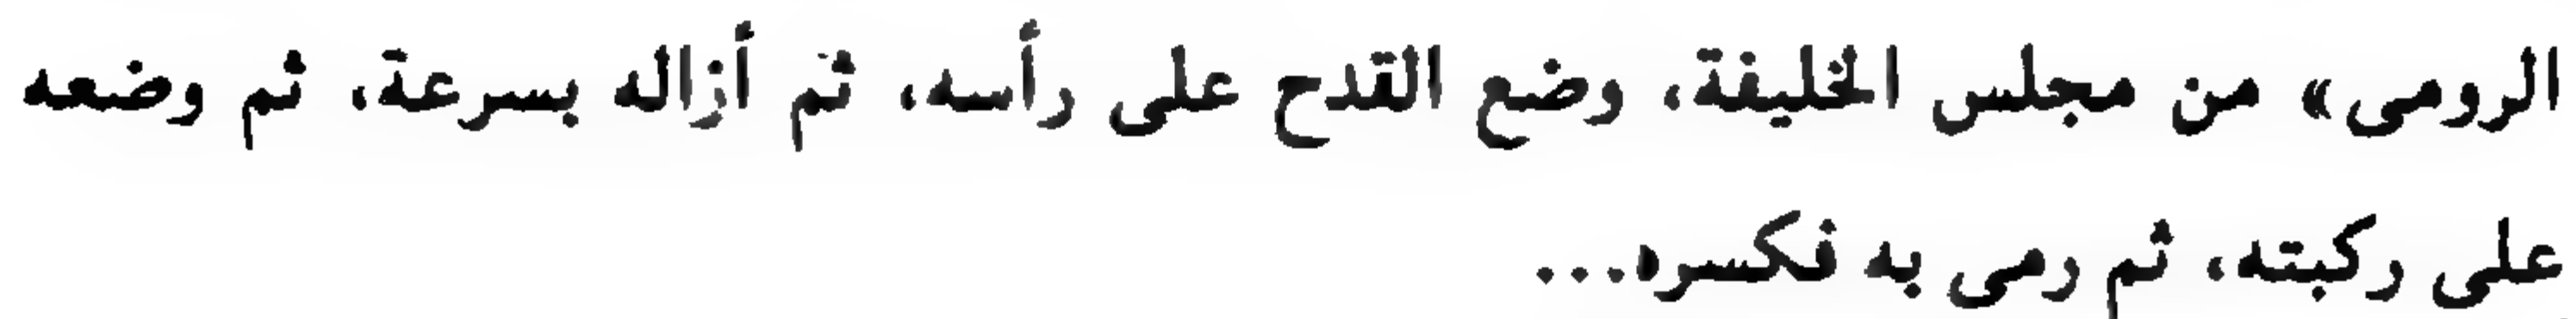 الرومى» من مجلس الخليفة، وضع القدح على رأسه، ثم أزاله بسرعة، ثم وضعه
على ركبته، ثم رمى به فكسره...